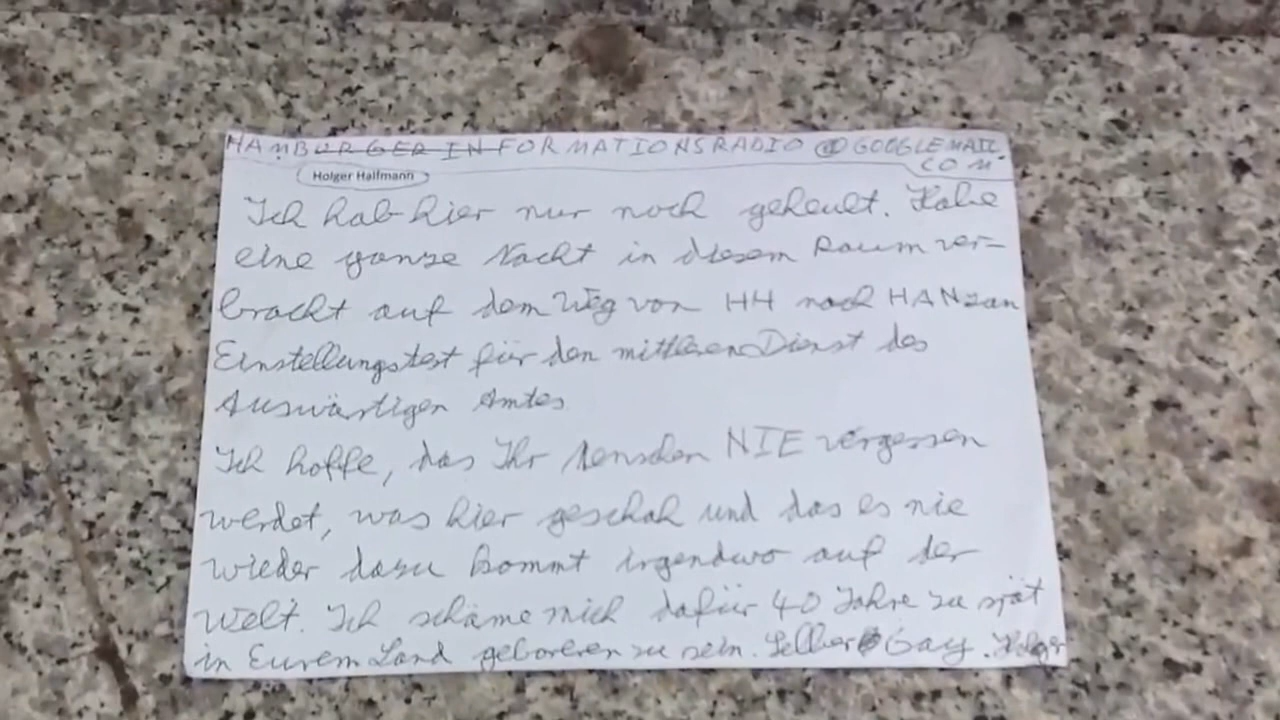 HAMBURGER INFORMATIONSRADIO @ GOOGLEMAIL.
COM
Holger Halfmann
Ich hab hier nur noch geheult. Habe
eine ganze Nacht in diesem Raum ver-
bracht auf dem Weg von HH nach HAN zum
Einstellungstest für den mittleren Dienst des
Auswärtigen Amtes
Ich hoffe, das Ihr Menschen NIE vergessen
werdet, was hier geschah und das es nie
wieder dazu kommt irgendwo auf der
Welt. Ich schäme mich dafür 40 Jahre zu spät
in Eurem Land geboren zu sein. Selber Gay. Holger